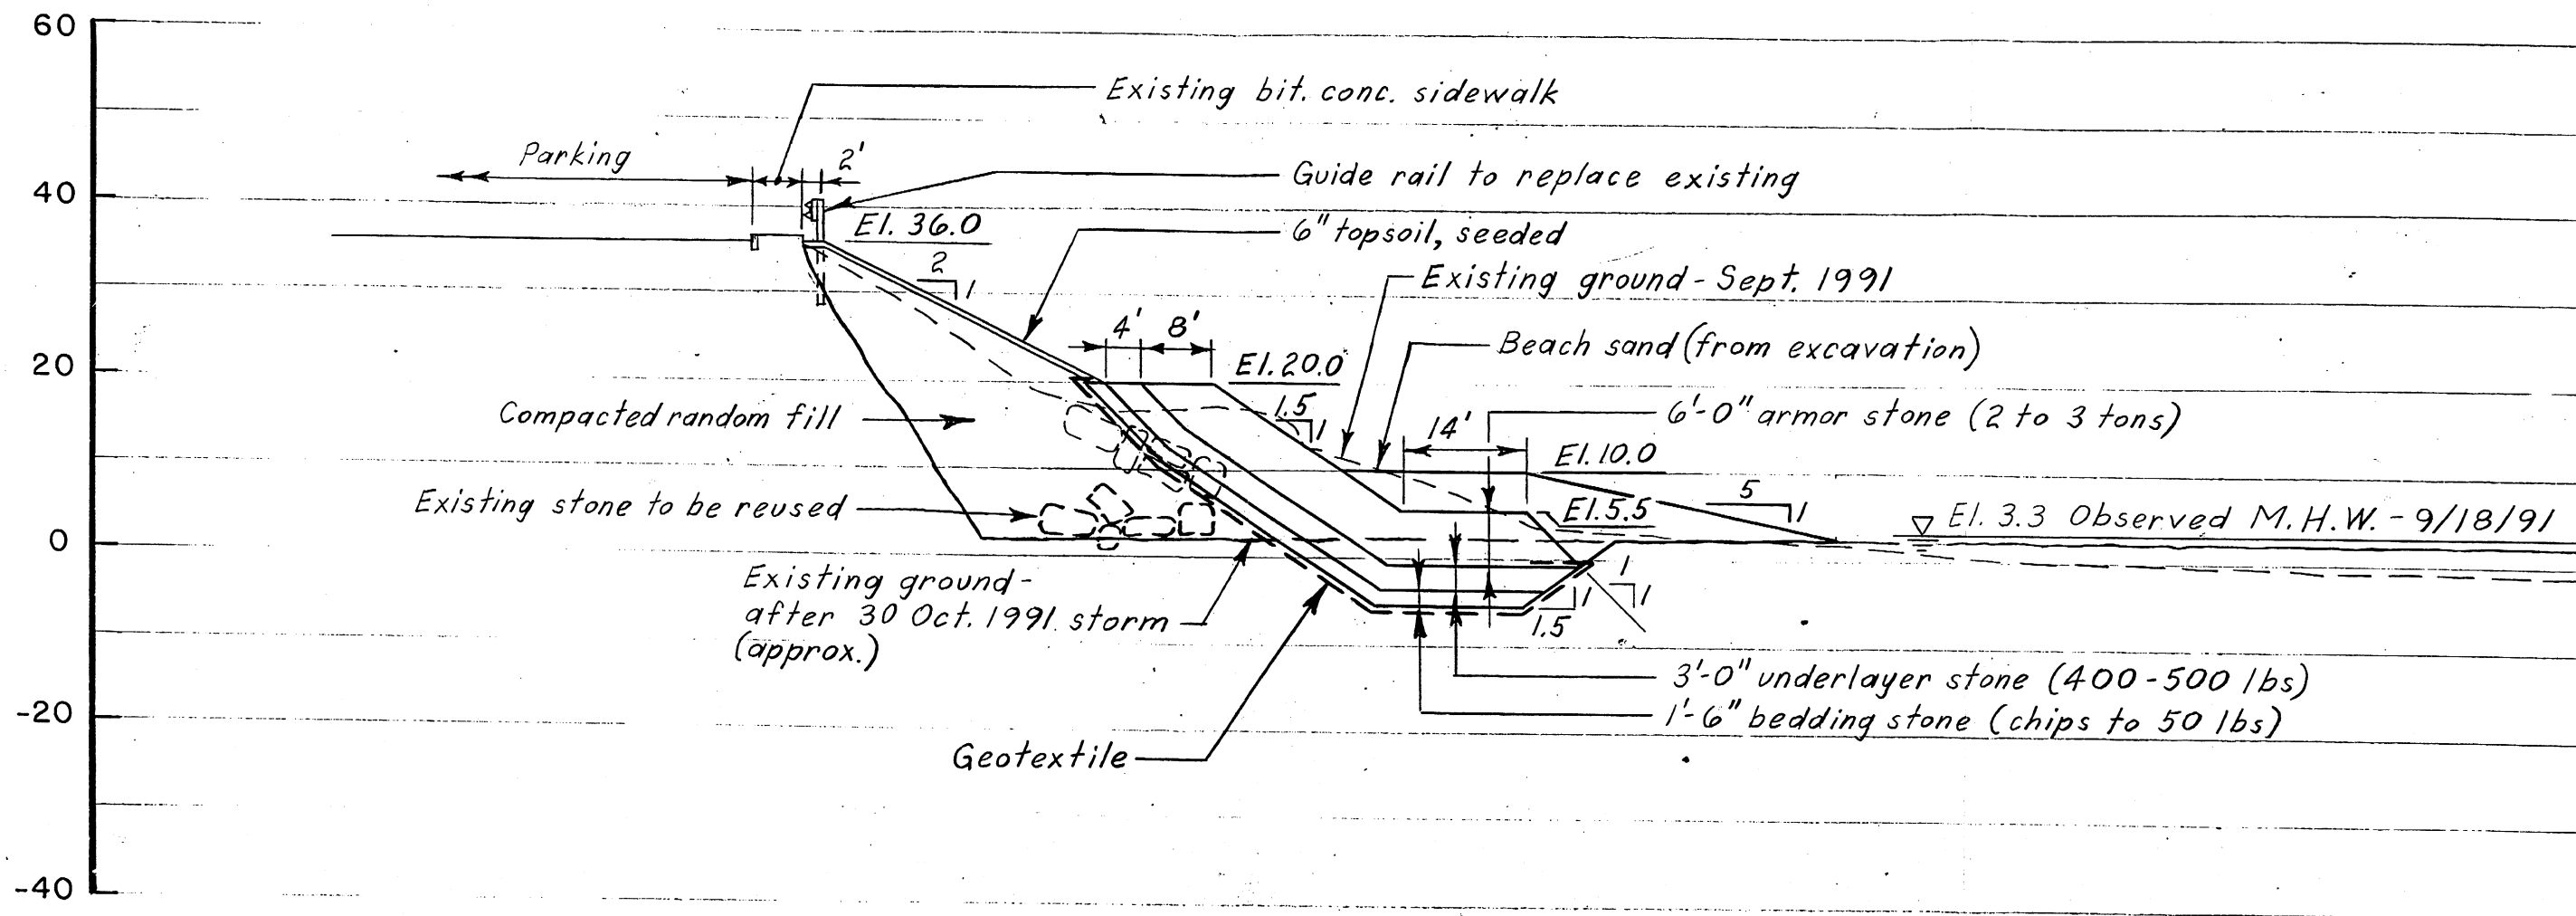 60
Existing bit. conc. sidewalk
Parking
2'
Guide rail to replace existing
40
El. 36.0
6" topsoil, seeded
2
1
Existing ground - Sept. 1991
4'
8'
Beach sand (from excavation)
20
El. 20.0
1.5
1
Compacted random fill
6'-0" armor stone (2 to 3 tons)
14'
El. 10.0
Existing stone to be reused
5
1
El. 5.5
El. 3.3 Observed M.H.W. - 9/18/91
0
Existing ground -
after 30 Oct. 1991 storm
(approx.)
1
1
1
1.5
3'-0" underlayer stone (400-500 lbs)
-20
1'-6" bedding stone (chips to 50 lbs)
Geotextile
-40